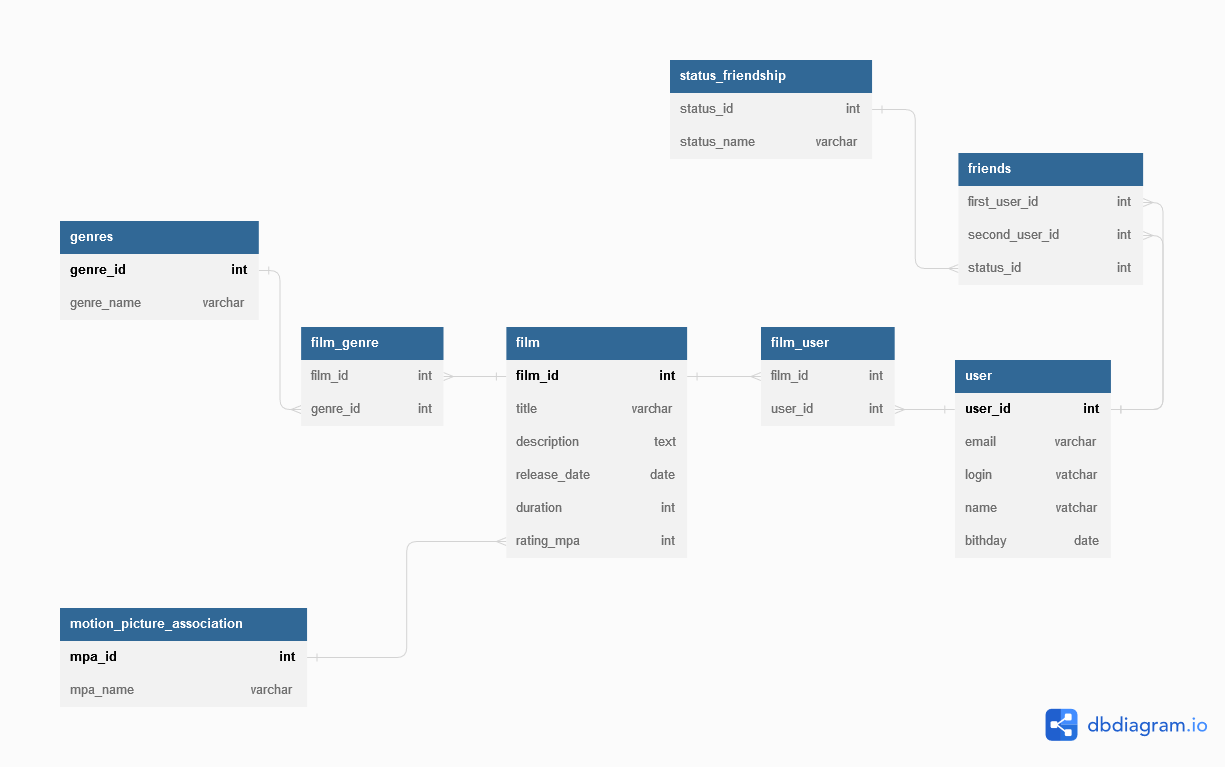 status_friendship
status_id int
status_name varchar
friends
first_user_id int
second_user_id int
status_id int
genres
genre_id int
genre_name varchar
film_genre
film_id int
genre_id int
film
film_id int
title varchar
description text
release_date date
duration int
rating_mpa int
film_user
film_id int
user_id int
user
user_id int
email varchar
login vatchar
name vatchar
bithday date
motion_picture_association
mpa_id int
mpa_name varchar
dbdiagram.io